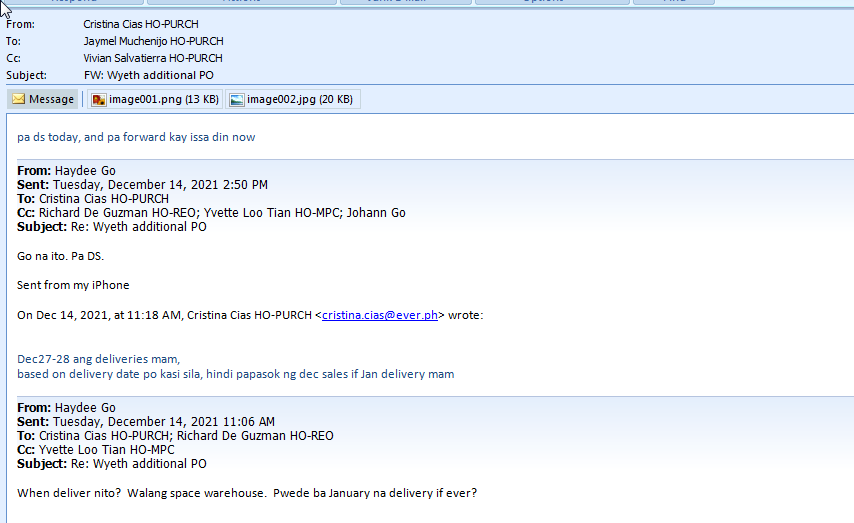 From: Cristina Cias HO-PURCH
To: Jaymel Muchenijo HO-PURCH
Cc: Vivian Salvatierra HO-PURCH
Subject: FW: Wyeth additional PO
Message image001.png (13 KB) image002.jpg (20 KB)
pa ds today, and pa forward kay issa din now
From: Haydee Go
Sent: Tuesday, December 14, 2021 2:50 PM
To: Cristina Cias HO-PURCH
Cc: Richard De Guzman HO-REO; Yvette Loo Tian HO-MPC; Johann Go
Subject: Re: Wyeth additional PO
Go na ito. Pa DS.
Sent from my iPhone
On Dec 14, 2021, at 11:18 AM, Cristina Cias HO-PURCH <cristina.cias@ever.ph> wrote:
Dec27-28 ang deliveries mam,
based on delivery date po kasi sila, hindi papasok ng dec sales if Jan delivery mam
From: Haydee Go
Sent: Tuesday, December 14, 2021 11:06 AM
To: Cristina Cias HO-PURCH; Richard De Guzman HO-REO
Cc: Yvette Loo Tian HO-MPC
Subject: Re: Wyeth additional PO
When deliver nito?  Walang space warehouse.  Pwede ba January na delivery if ever?